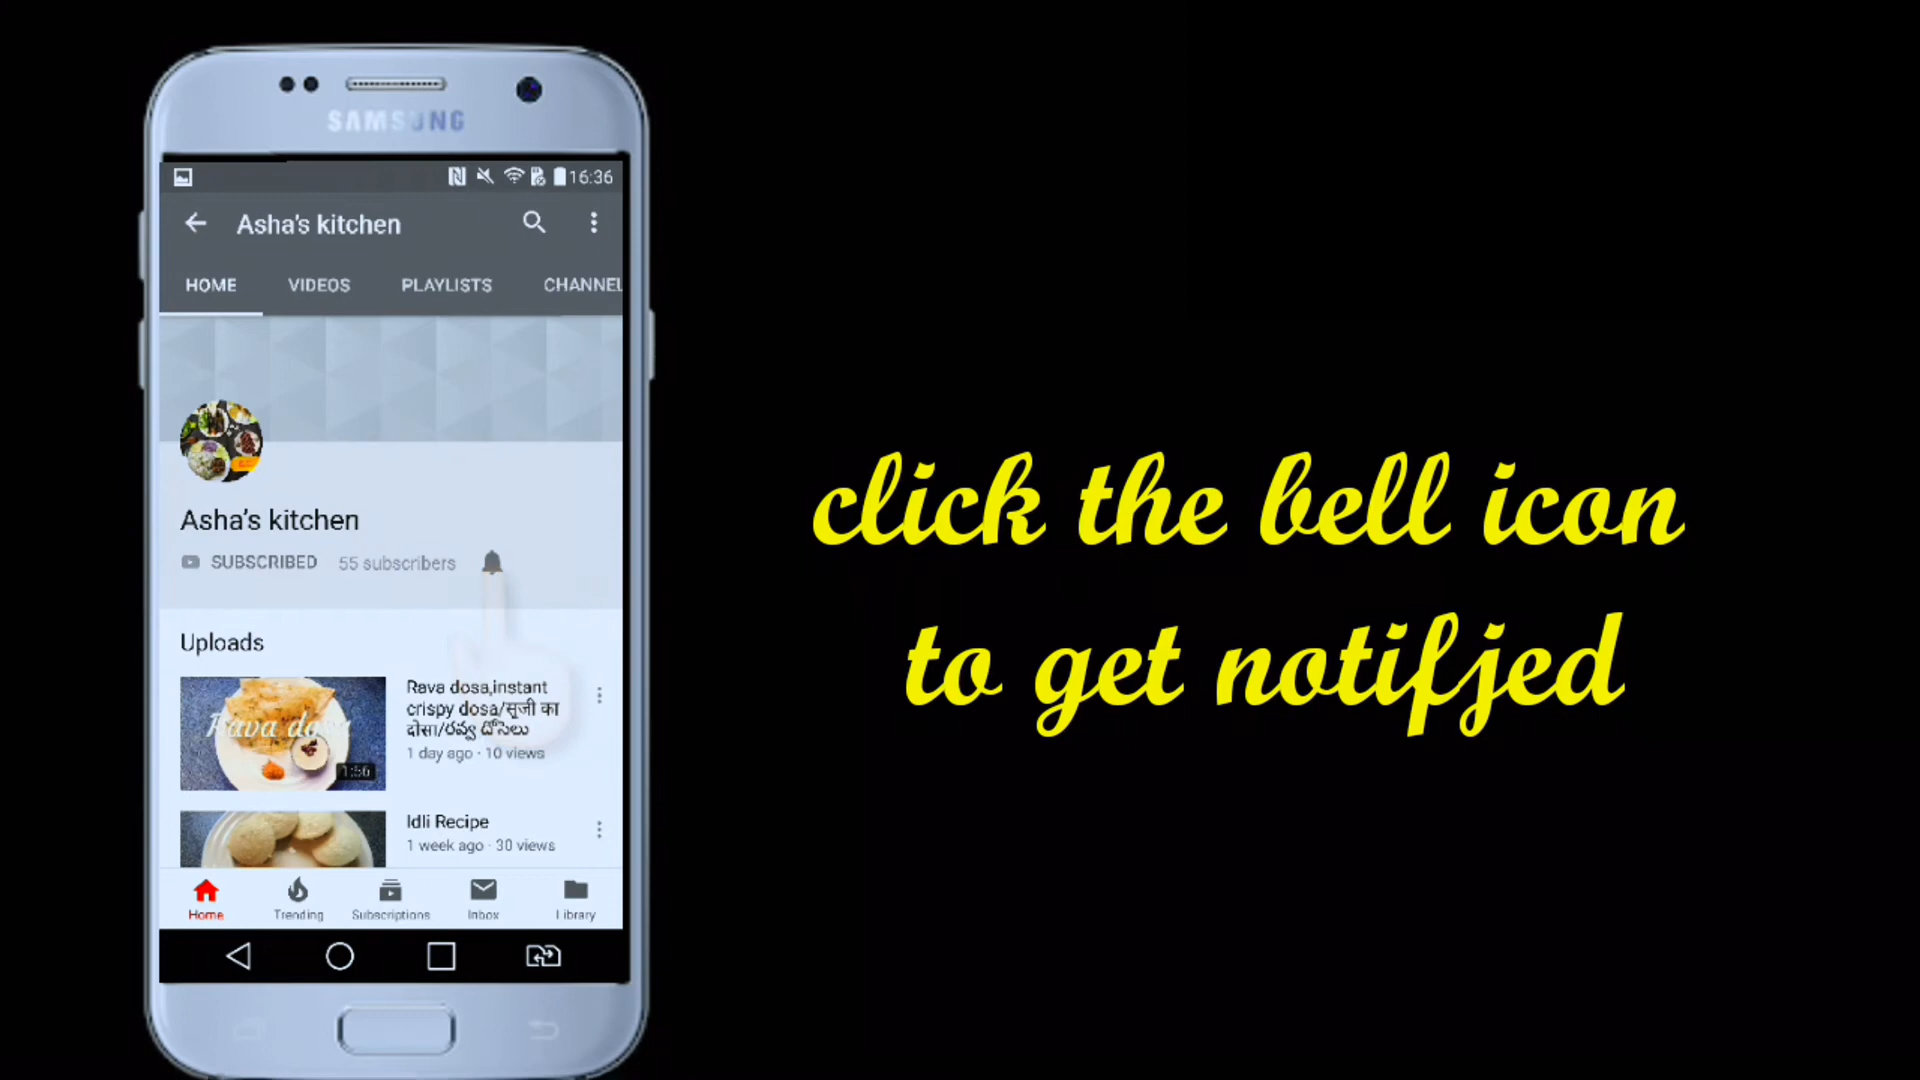 SAMSUNG
16:36
Asha's kitchen
HOME VIDEOS PLAYLISTS CHANNEL
Asha's kitchen
SUBSCRIBED 55 subscribers
Uploads
Rava dosa
1:56
Rava dosa,instant
crispy dosa/सूजी का
दोसा/రవ్వ దోసెలు
1 day ago · 10 views
Idli Recipe
1 week ago · 30 views
Home Trending Subscriptions Inbox Library
click the bell icon
to get notifjed